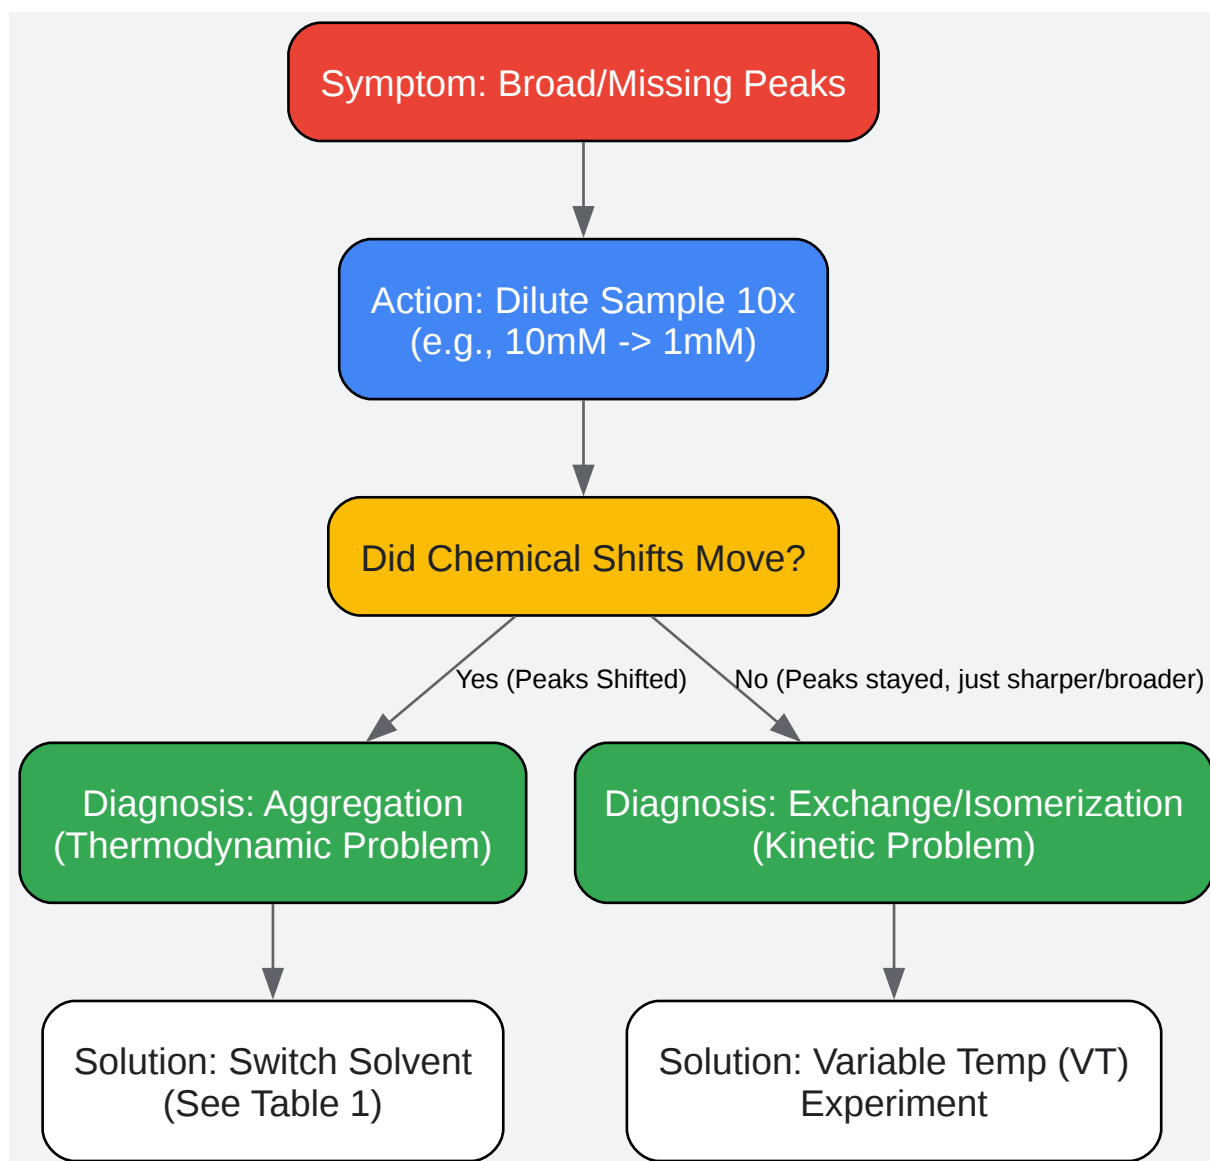 Symptom: Broad/Missing Peaks
Action: Dilute Sample 10x
(e.g., 10mM -> 1mM)
Did Chemical Shifts Move?
Yes (Peaks Shifted)
No (Peaks stayed, just sharper/broader)
Diagnosis: Aggregation
(Thermodynamic Problem)
Diagnosis: Exchange/Isomerization
(Kinetic Problem)
Solution: Switch Solvent
(See Table 1)
Solution: Variable Temp (VT)
Experiment